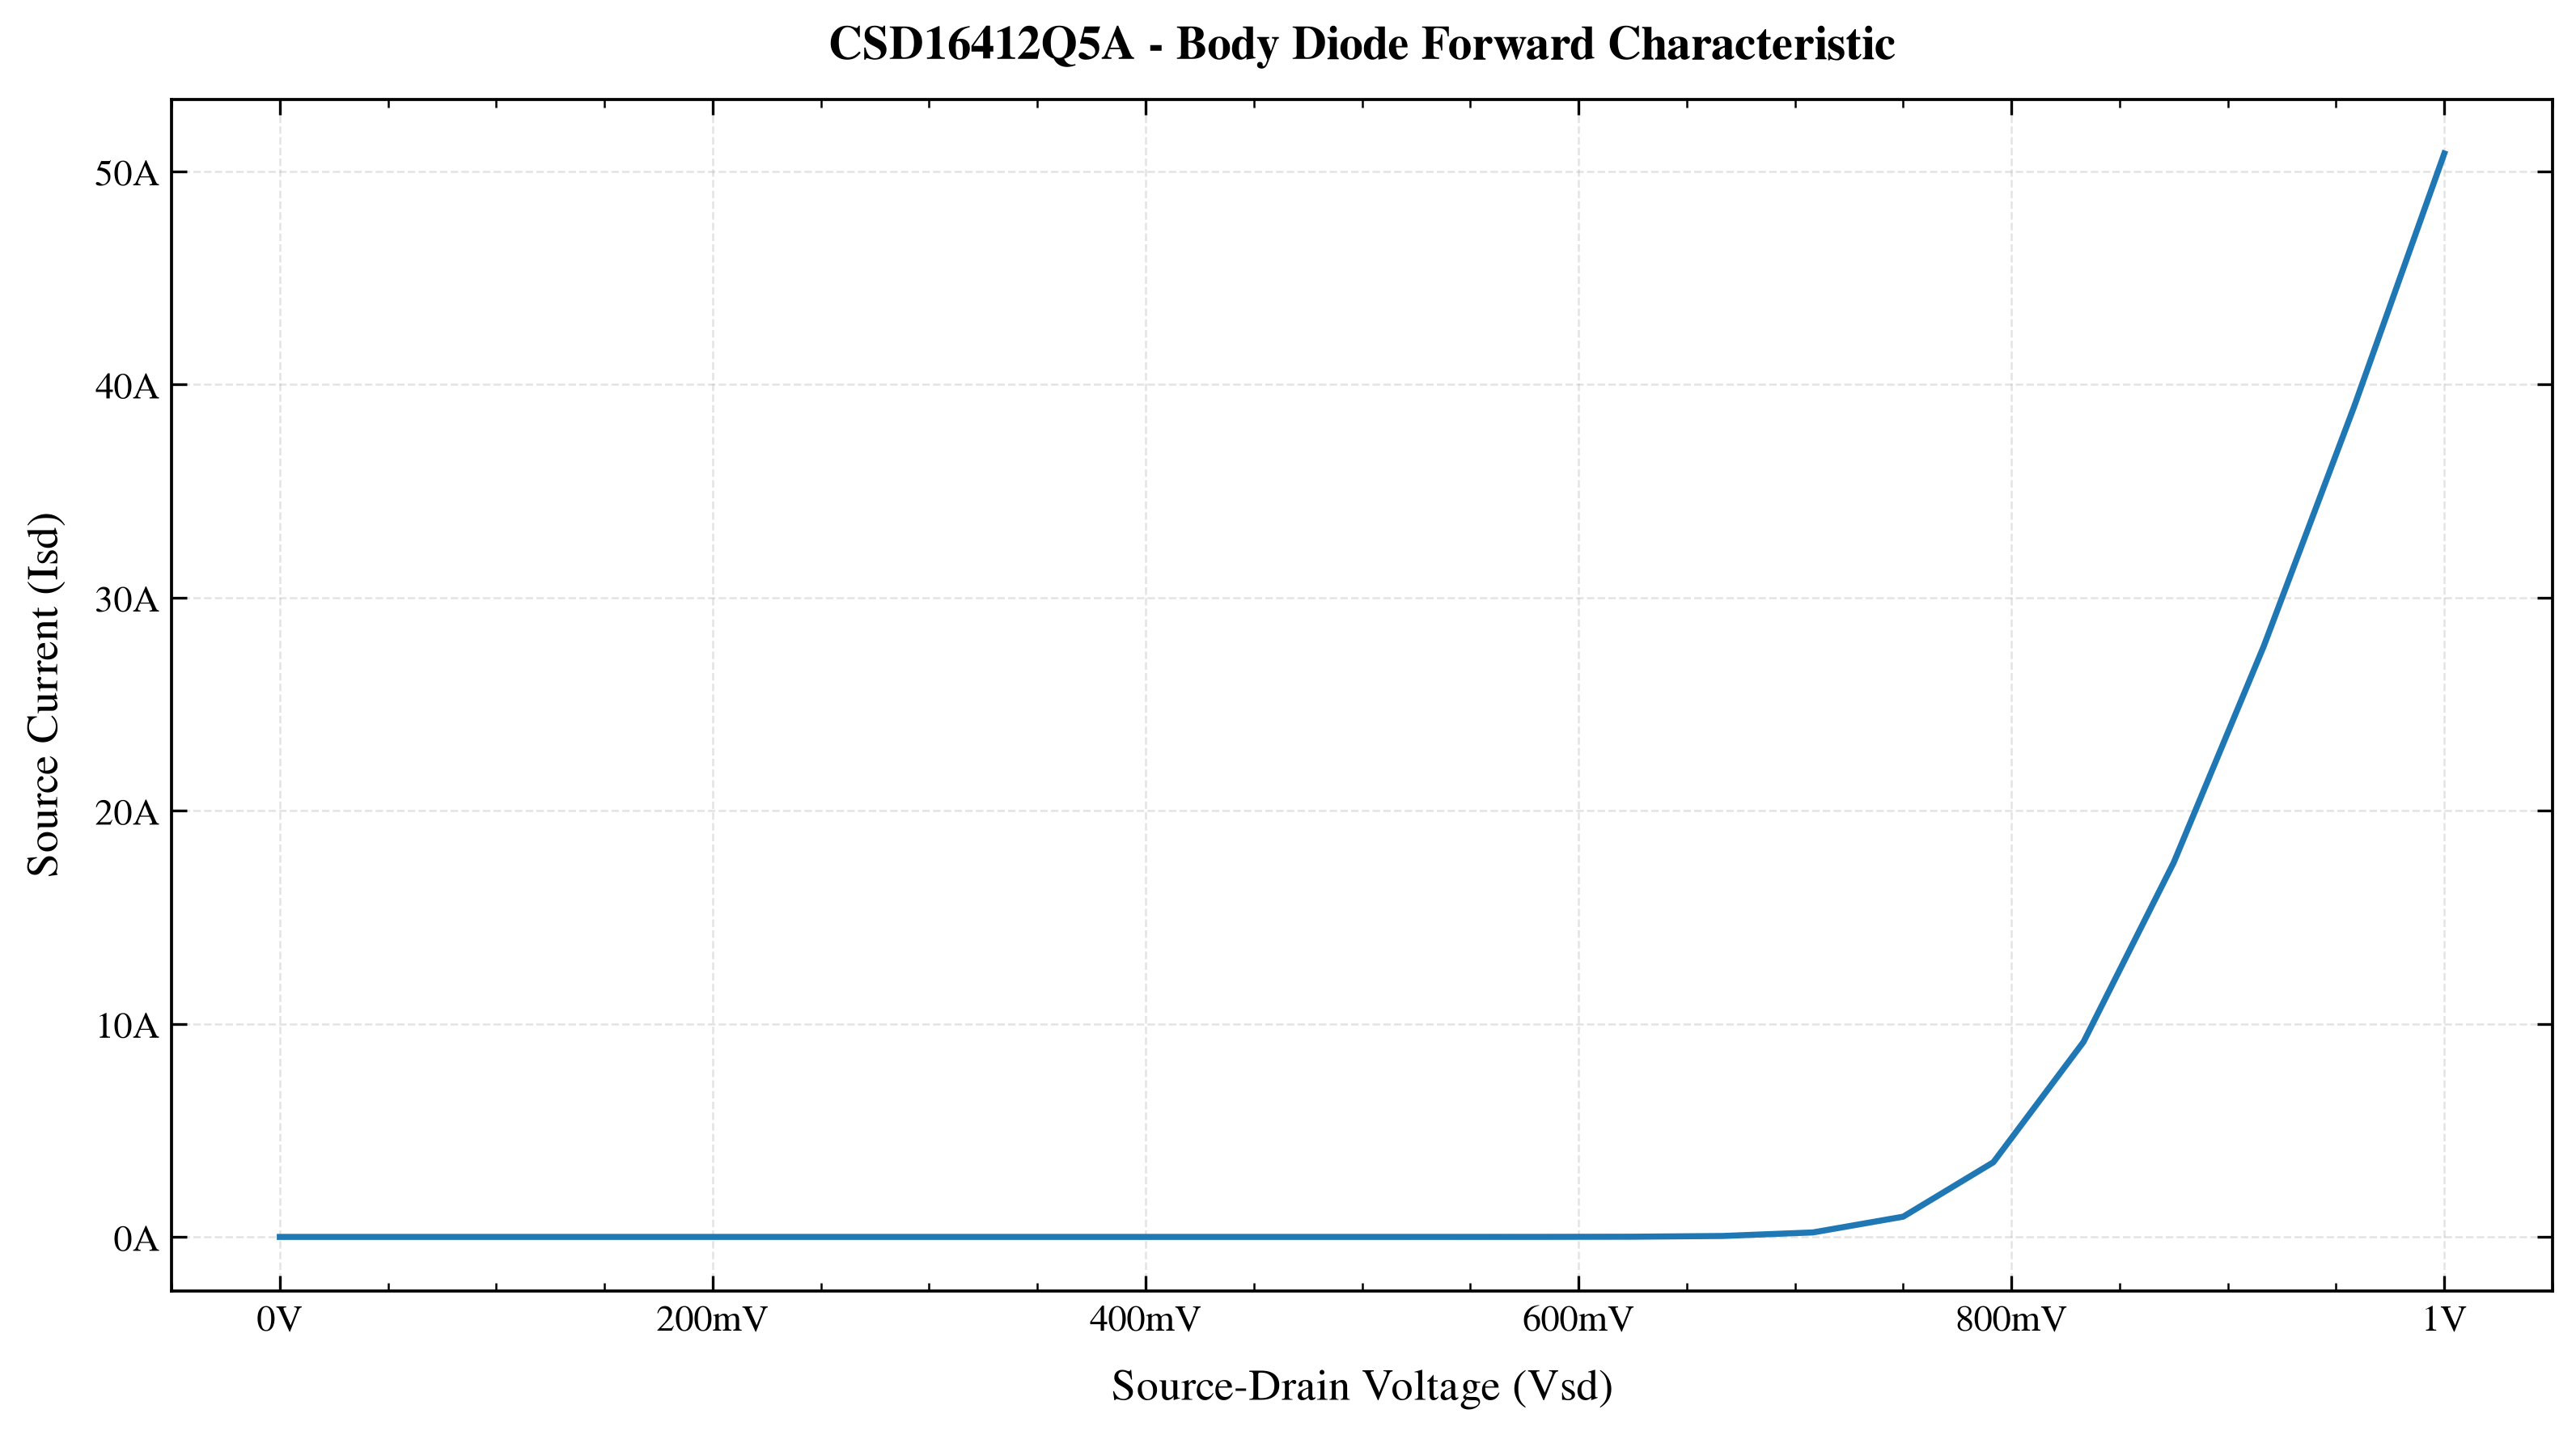 CSD16412Q5A - Body Diode Forward Characteristic
Source Current (Isd)
50A
40A
30A
20A
10A
0A
0V
200mV
400mV
600mV
800mV
1V
Source-Drain Voltage (Vsd)